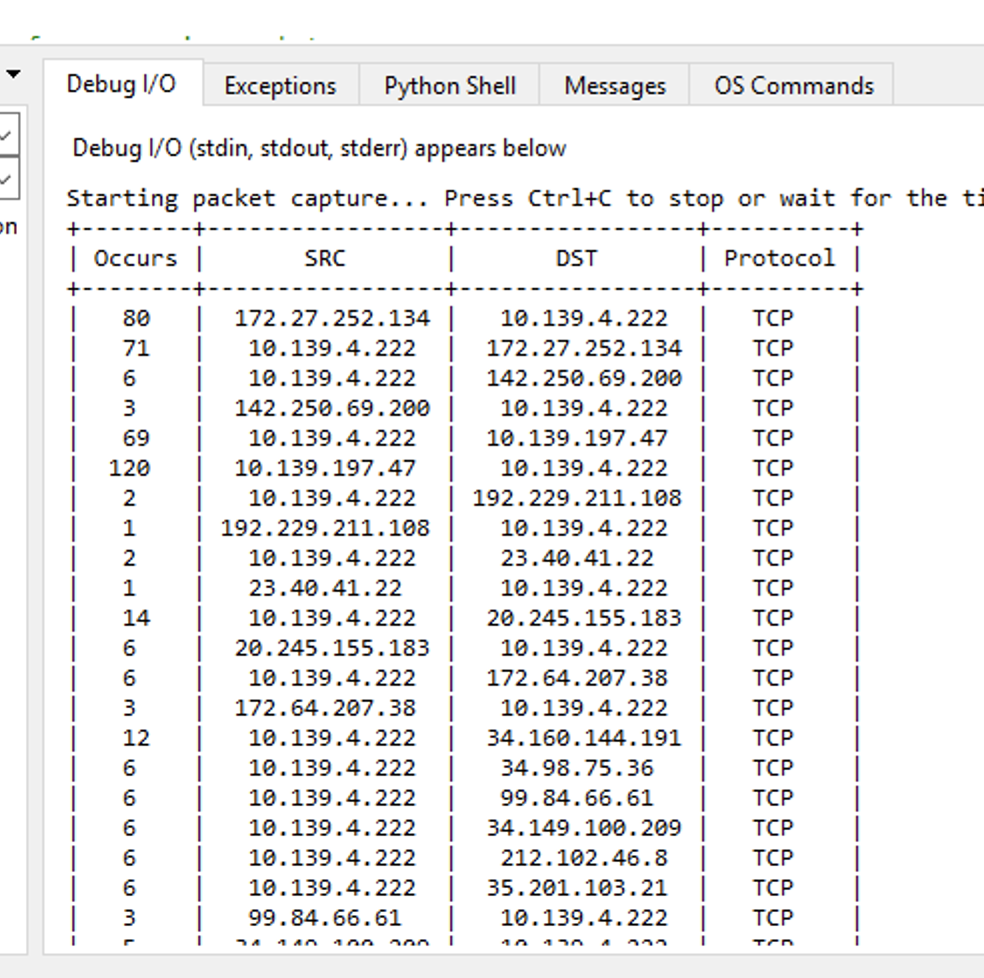 Debug I/O Exceptions Python Shell Messages OS Commands
Debug I/O (stdin, stdout, stderr) appears below
on
Starting packet capture... Press Ctrl+C to stop or wait for the
+--------+-----------------+-----------------+----------+
| Occurs | SRC | DST | Protocol |
+--------+-----------------+-----------------+----------+
| 80 | 172.27.252.134 | 10.139.4.222 | TCP |
| 71 | 10.139.4.222 | 172.27.252.134 | TCP |
| 6 | 10.139.4.222 | 142.250.69.200 | TCP |
| 3 | 142.250.69.200 | 10.139.4.222 | TCP |
| 69 | 10.139.4.222 | 10.139.197.47 | TCP |
| 120 | 10.139.197.47 | 10.139.4.222 | TCP |
| 2 | 10.139.4.222 | 192.229.211.108 | TCP |
| 1 | 192.229.211.108 | 10.139.4.222 | TCP |
| 2 | 10.139.4.222 | 23.40.41.22 | TCP |
| 1 | 23.40.41.22 | 10.139.4.222 | TCP |
| 14 | 10.139.4.222 | 20.245.155.183 | TCP |
| 6 | 20.245.155.183 | 10.139.4.222 | TCP |
| 6 | 10.139.4.222 | 172.64.207.38 | TCP |
| 3 | 172.64.207.38 | 10.139.4.222 | TCP |
| 12 | 10.139.4.222 | 34.160.144.191 | TCP |
| 6 | 10.139.4.222 | 34.98.75.36 | TCP |
| 6 | 10.139.4.222 | 99.84.66.61 | TCP |
| 6 | 10.139.4.222 | 34.149.100.209 | TCP |
| 6 | 10.139.4.222 | 212.102.46.8 | TCP |
| 6 | 10.139.4.222 | 35.201.103.21 | TCP |
| 3 | 99.84.66.61 | 10.139.4.222 | TCP |